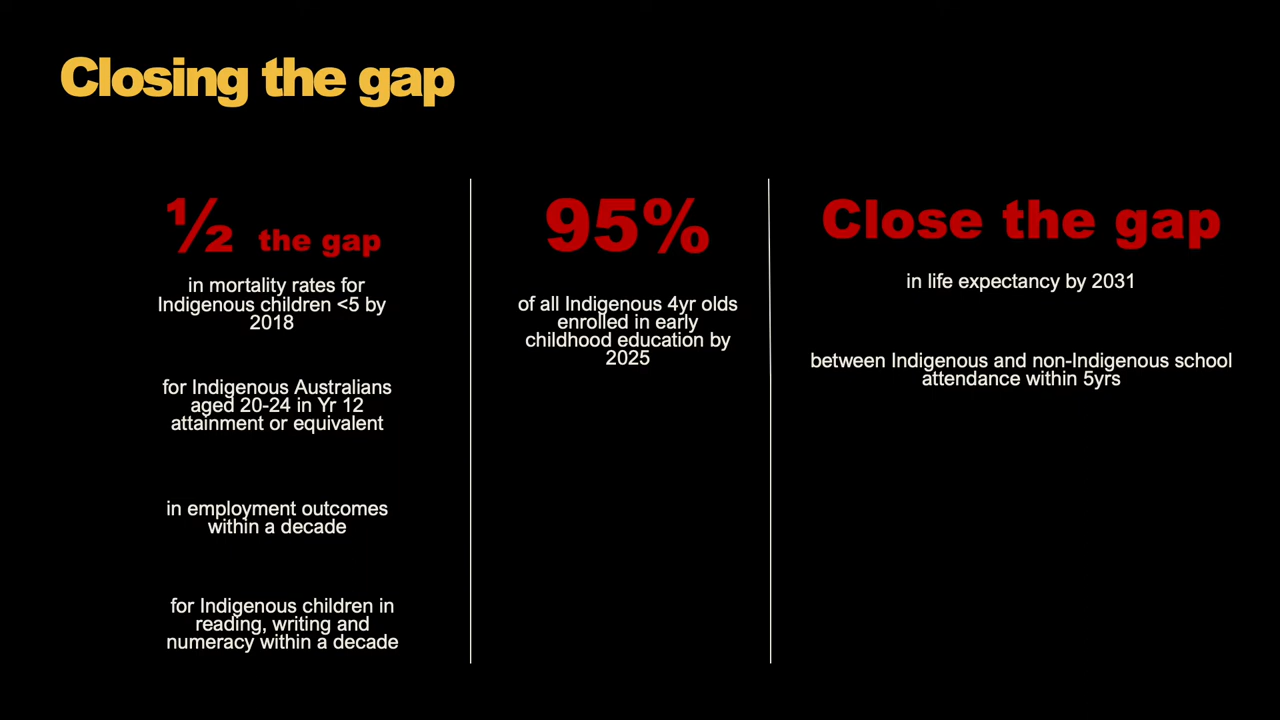 Closing the gap
½ the gap
in mortality rates for
Indigenous children <5 by
2018
for Indigenous Australians
aged 20-24 in Yr 12
attainment or equivalent
in employment outcomes
within a decade
for Indigenous children in
reading, writing and
numeracy within a decade
95%
of all Indigenous 4yr olds
enrolled in early
childhood education by
2025
Close the gap
in life expectancy by 2031
between Indigenous and non-Indigenous school
attendance within 5yrs